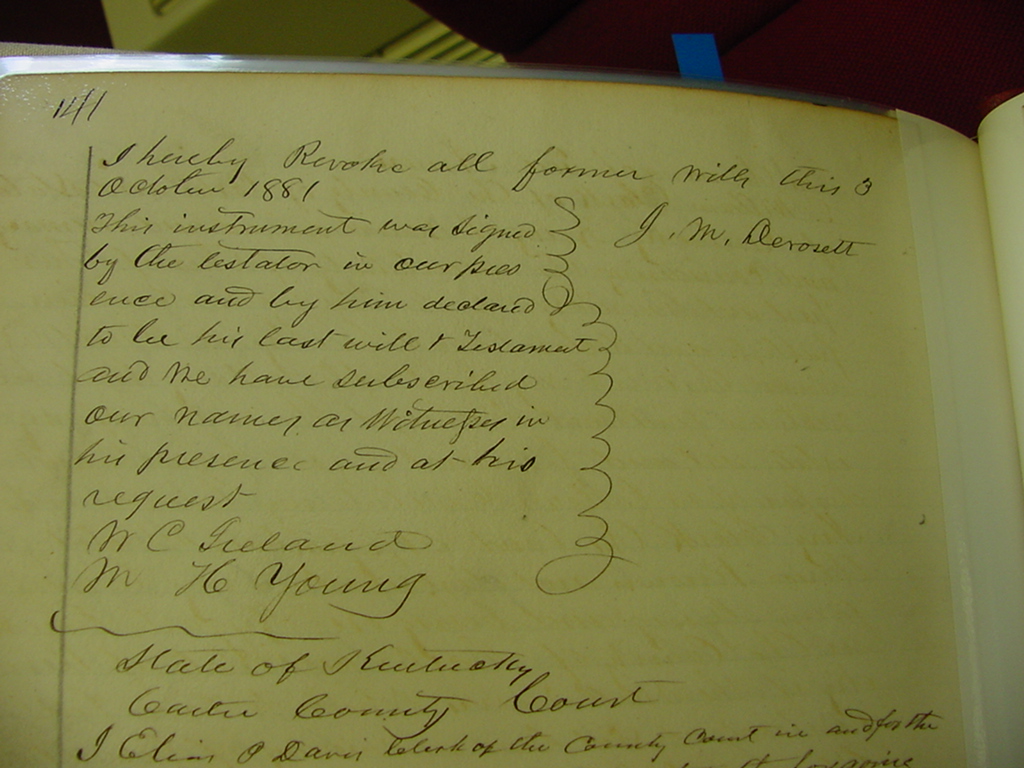 141
I hereby Revoke all former wills this 3
October 1881
This instrument was signed
by the testator in our pres
ence and by him declared
to be his last will & Testament
and We have subscribed
our names as Witnesses in
his presence and at his
request
J. M. Derosett
W C Ireland
M H Young
State of Kentucky
Carter County Court
I Elias P Davis Clerk of the County Court in and for the
foregoing